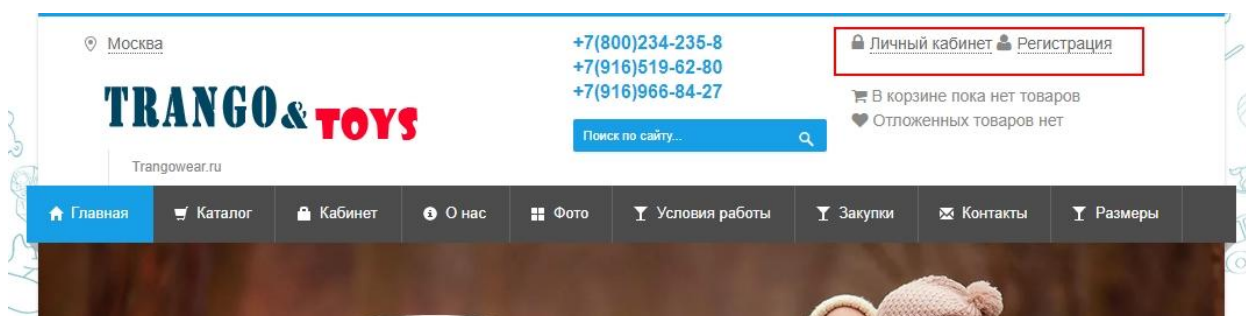 Москва
TRANGO & TOYS
Trangowear.ru
+7(800)234-235-8
+7(916)519-62-80
+7(916)966-84-27
Поиск по сайту...
Личный кабинет Регистрация
В корзине пока нет товаров
Отложенных товаров нет
Главная Каталог Кабинет О нас Фото Условия работы Закупки Контакты Размеры